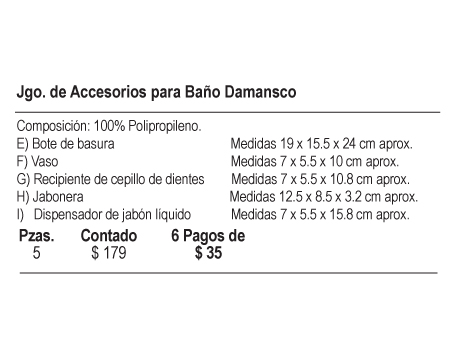 Jgo. de Accesorios para Baño Damansco
Composición: 100% Polipropileno.
E) Bote de basura Medidas 19 x 15.5 x 24 cm aprox.
F) Vaso Medidas 7 x 5.5 x 10 cm aprox.
G) Recipiente de cepillo de dientes Medidas 7 x 5.5 x 10.8 cm aprox.
H) Jabonera Medidas 12.5 x 8.5 x 3.2 cm aprox.
I) Dispensador de jabón líquido Medidas 7 x 5.5 x 15.8 cm aprox.
Pzas. Contado 6 Pagos de
5 $ 179 $ 35